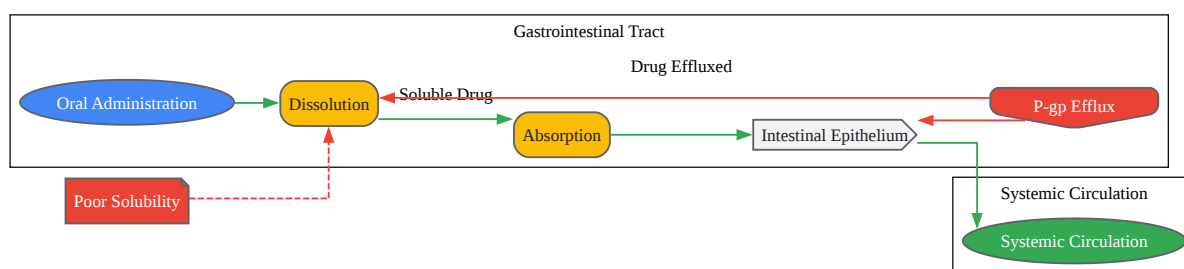 Gastrointestinal Tract
Drug Effluxed
Oral Administration
Dissolution
Soluble Drug
P-gp Efflux
Absorption
Intestinal Epithelium
Poor Solubility
Systemic Circulation
Systemic Circulation